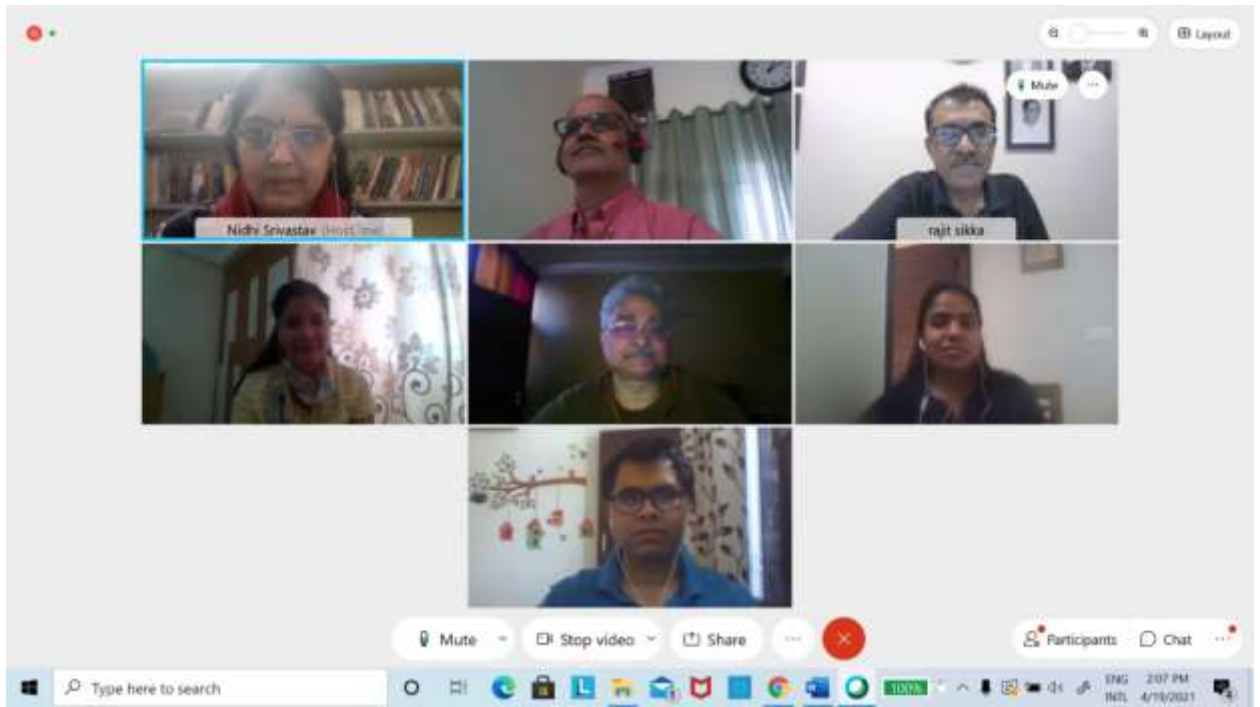 Layout
Mute
Nidhi Srivastav (Host, me)
rajit sikka
Mute
Stop video
Share
Participants
Chat
Type here to search
L
W
100%
ENG
2:07 PM
INTL
4/19/2021
4